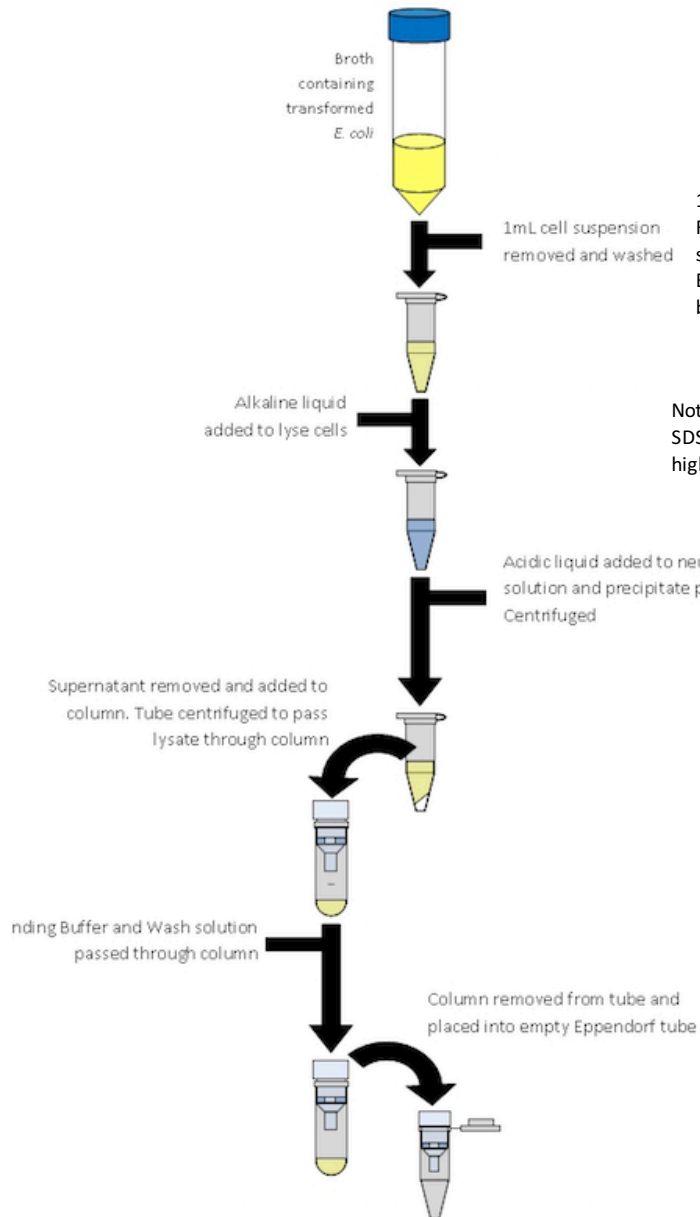 Broth
containing
transformed
E. coli
1mL cell suspension
removed and washed
Alkaline liquid
added to lyse cells
SDS
Acidic liquid added to
solution and precipitate
Centrifuged
Supernatant removed and added to
column. Tube centrifuged to pass
lysate through column
Buffer and Wash solution
passed through column
Column removed from tube and
placed into empty Eppendorf tube